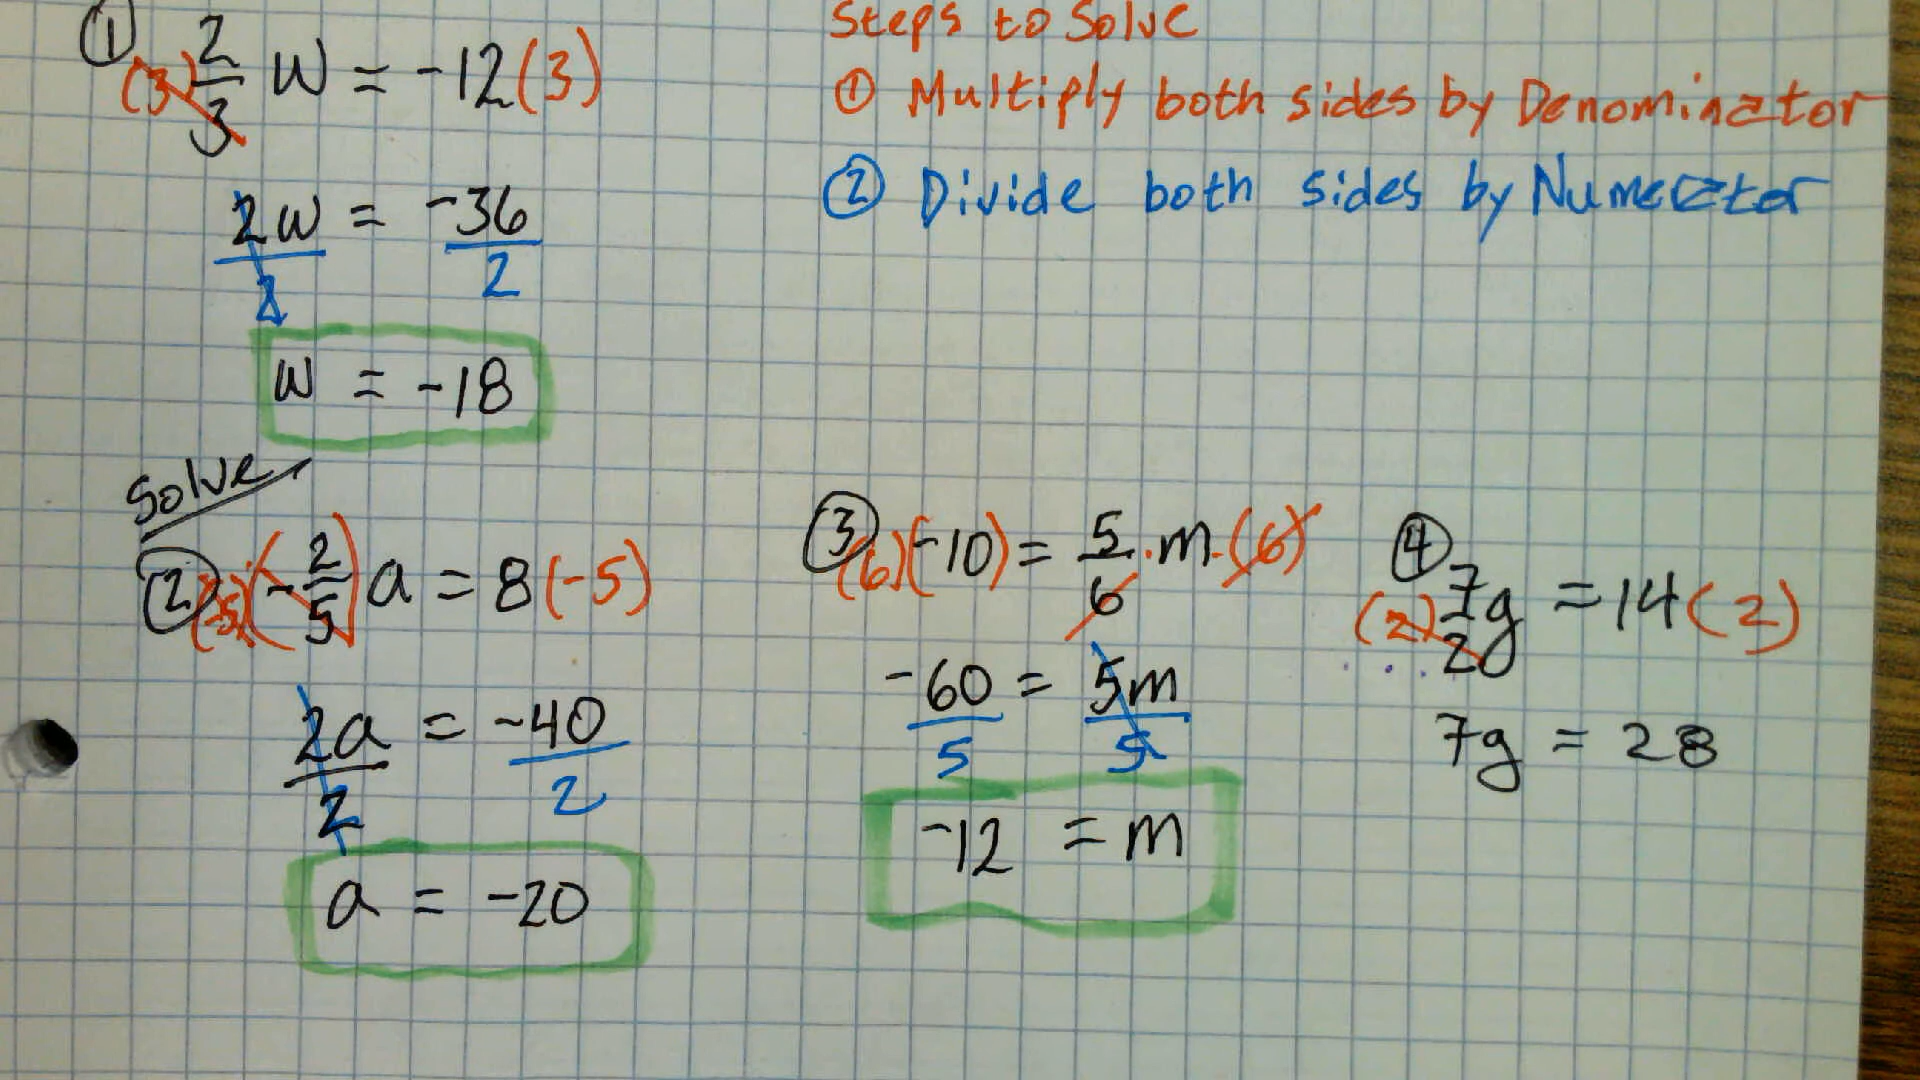 ① 2/3 w = -12
(3) (3)
2w/2 = -36/2
w = -18
Steps to Solve
① Multiply both sides by Denominator
② Divide both sides by Numerator
Solve
② (-5)(-2/5)a = 8(-5)
2a/2 = -40/2
a = -20
③ (6)(-10) = 5/6 · m · (6)
-60/5 = 5m/5
-12 = m
④ (2) 7g/2 = 14(2)
7g = 28